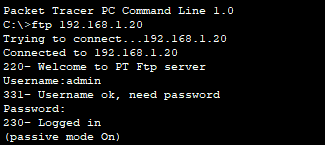 Packet Tracer PC Command Line 1.0
C:\>ftp 192.168.1.20
Trying to connect...192.168.1.20
Connected to 192.168.1.20
220- Welcome to PT Ftp server
Username:admin
331- Username ok, need password
Password:
230- Logged in
(passive mode On)